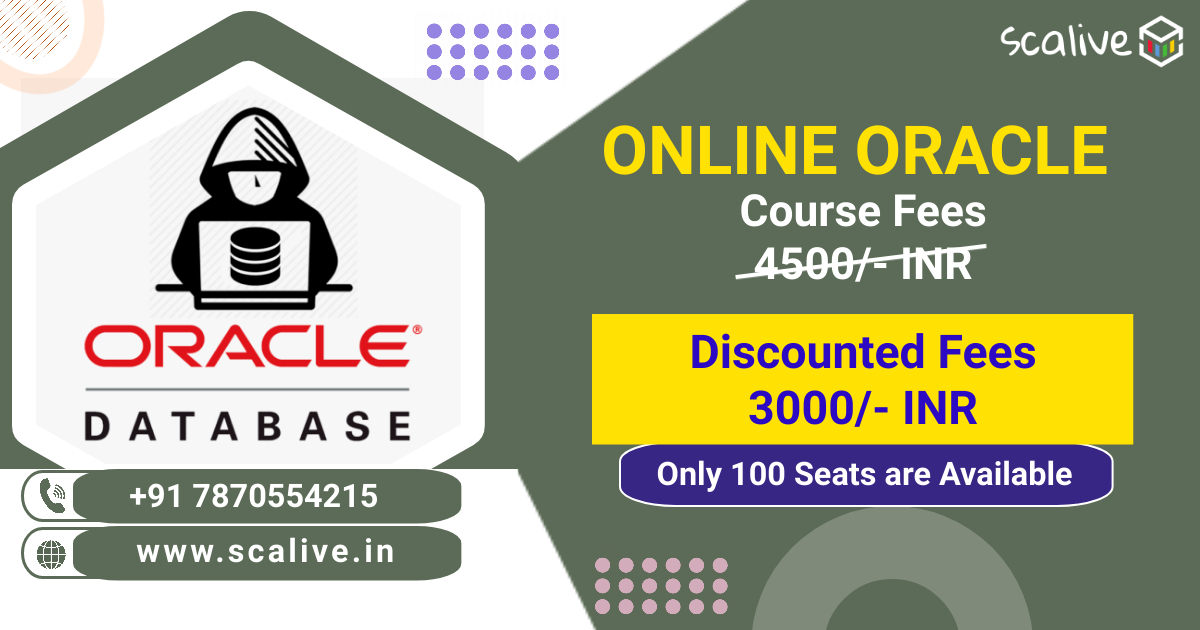 scalive
ORACLE®
DATABASE
+91 7870554215
www.scalive.in
ONLINE ORACLE
Course Fees
4500/- INR
Discounted Fees
3000/- INR
Only 100 Seats are Available